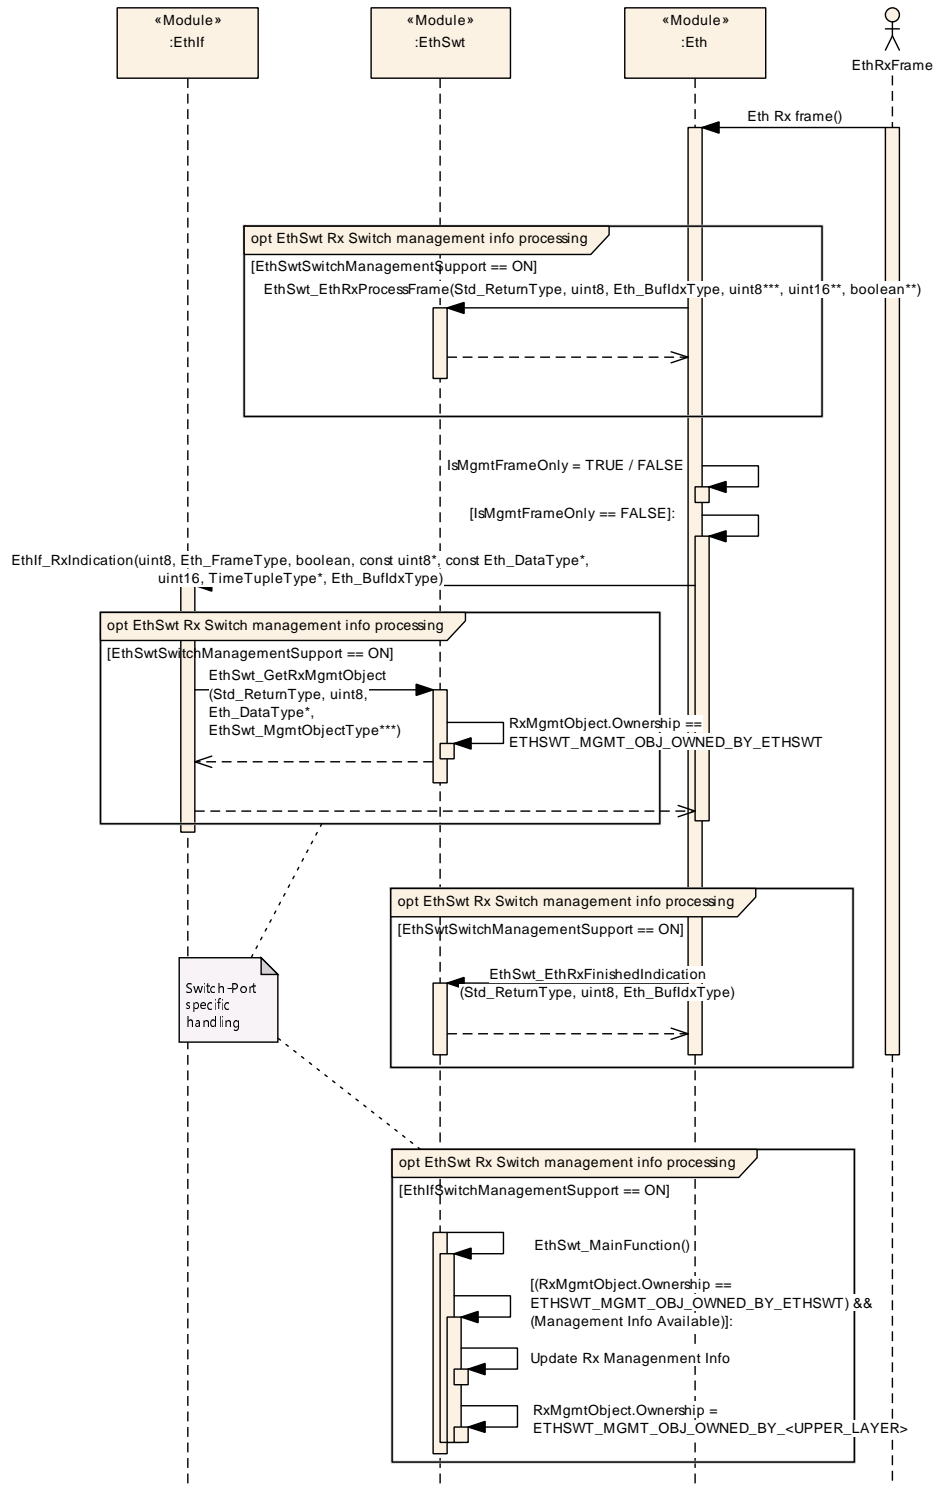 «Module»
:EthIf
«Module»
:EthSwt
«Module»
:Eth
EthRxFrame
Eth Rx frame()
opt EthSwt Rx Switch management info processing
[EthSwtSwitchManagementSupport == ON]
EthSwt_EthRxProcessFrame(Std_ReturnType, uint8, Eth_BufIdxType, uint8***, uint16**, boolean**)
IsMgmtFrameOnly = TRUE / FALSE
[IsMgmtFrameOnly == FALSE]:
EthIf_RxIndication(uint8, Eth_FrameType, boolean, const uint8*, const Eth_DataType*,
uint16, TimeTupleType*, Eth_BufIdxType)
opt EthSwt Rx Switch management info processing
[EthSwtSwitchManagementSupport == ON]
EthSwt_GetRxMgmtObject
(Std_ReturnType, uint8,
Eth_DataType*,
EthSwt_MgmtObjectType***)
RxMgmtObject.Ownership ==
ETHSWT_MGMT_OBJ_OWNED_BY_ETHSWT
opt EthSwt Rx Switch management info processing
[EthSwtSwitchManagementSupport == ON]
EthSwt_EthRxFinishedIndication
(Std_ReturnType, uint8, Eth_BufIdxType)
Switch-Port
specific
handling
opt EthSwt Rx Switch management info processing
[EthIfSwitchManagementSupport == ON]
EthSwt_MainFunction()
[(RxMgmtObject.Ownership ==
ETHSWT_MGMT_OBJ_OWNED_BY_ETHSWT) &&
(Management Info Available)]:
Update Rx Managenment Info
RxMgmtObject.Ownership =
ETHSWT_MGMT_OBJ_OWNED_BY_<UPPER_LAYER>